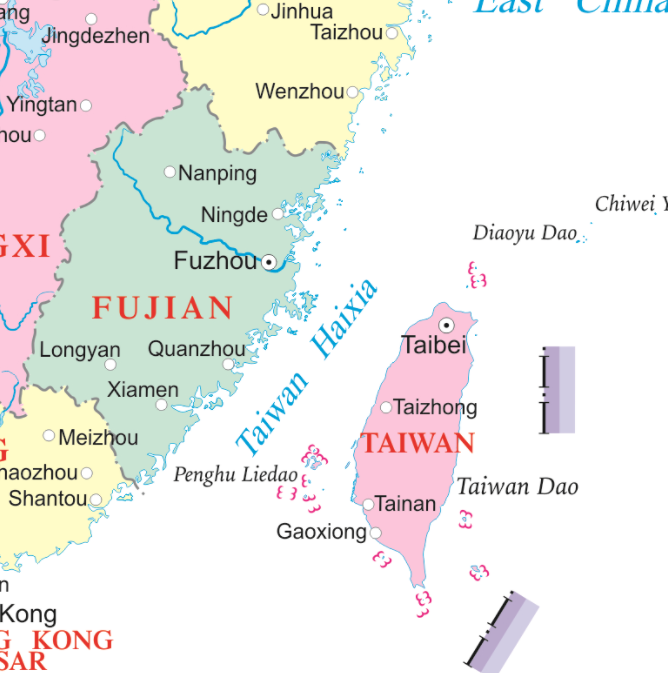 East China
Jinhua
Jingdezhen
Taizhou
Wenzhou
Yingtan
Nanping
Chiwei
Ningde
Diaoyu Dao
GXI
Fuzhou
FUJIAN
Taiwan Haixia
Taibei
Longyan
Quanzhou
Xiamen
Taizhong
Meizhou
TAIWAN
Penghu Liedao
Taiwan Dao
Shantou
Tainan
Gaoxiong
Kong
G KONG
SAR